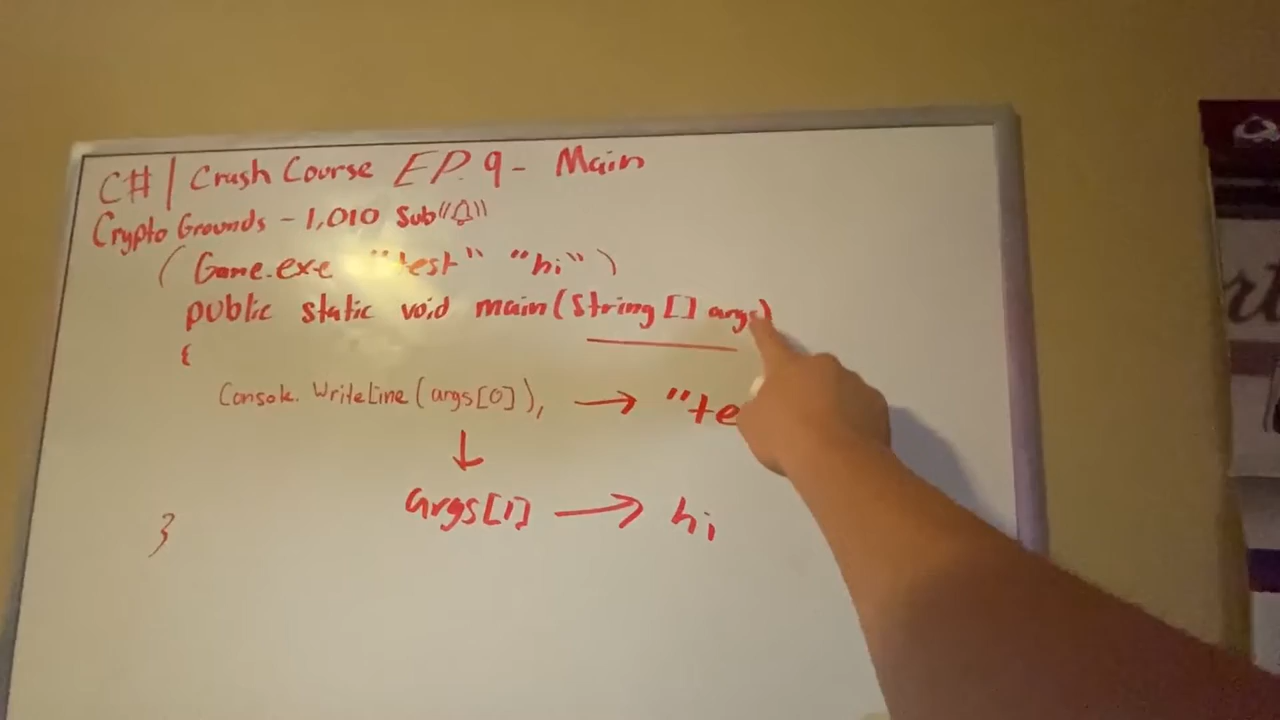 C# | Crash Course EP. 9 - Main
Crypto Grounds - 1,010 Sub
(Game.exe "test" "hi")
public static void main(String [] args)
{
Console.WriteLine(args[0]); → "te
↓
args[1] → hi
}